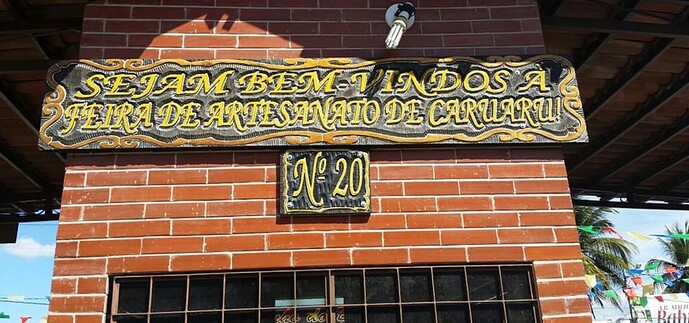 SEJAM BEM-VINDOS A
FEIRA DE ARTESANATO DE CARUARU!
Nº 20